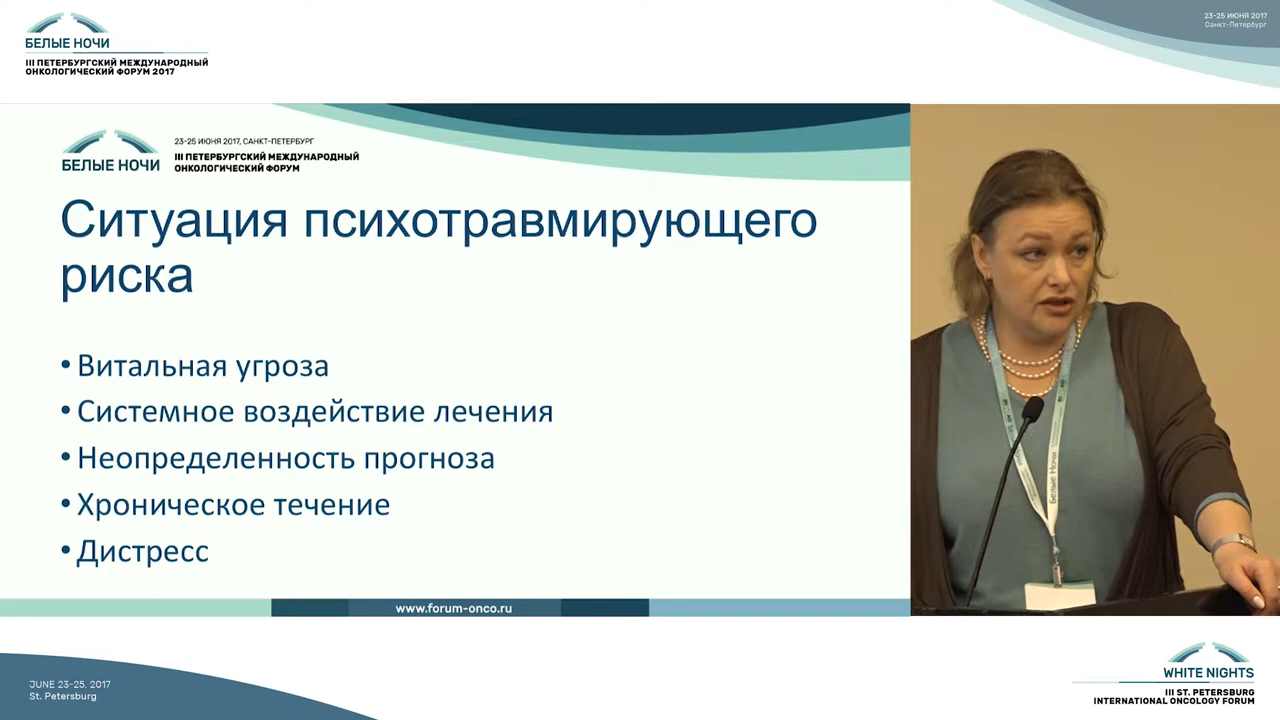 БЕЛЫЕ НОЧИ
III ПЕТЕРБУРГСКИЙ МЕЖДУНАРОДНЫЙ
ОНКОЛОГИЧЕСКИЙ ФОРУМ 2017
23-25 ИЮНЯ 2017
Санкт-Петербург
БЕЛЫЕ НОЧИ
23-25 ИЮНЯ 2017, САНКТ-ПЕТЕРБУРГ
III ПЕТЕРБУРГСКИЙ МЕЖДУНАРОДНЫЙ
ОНКОЛОГИЧЕСКИЙ ФОРУМ
Ситуация психотравмирующего
риска
• Витальная угроза
• Системное воздействие лечения
• Неопределенность прогноза
• Хроническое течение
• Дистресс
www.forum-onco.ru
Белые Ночи
JUNE 23-25, 2017
St. Petersburg
WHITE NIGHTS
III ST. PETERSBURG
INTERNATIONAL ONCOLOGY FORUM